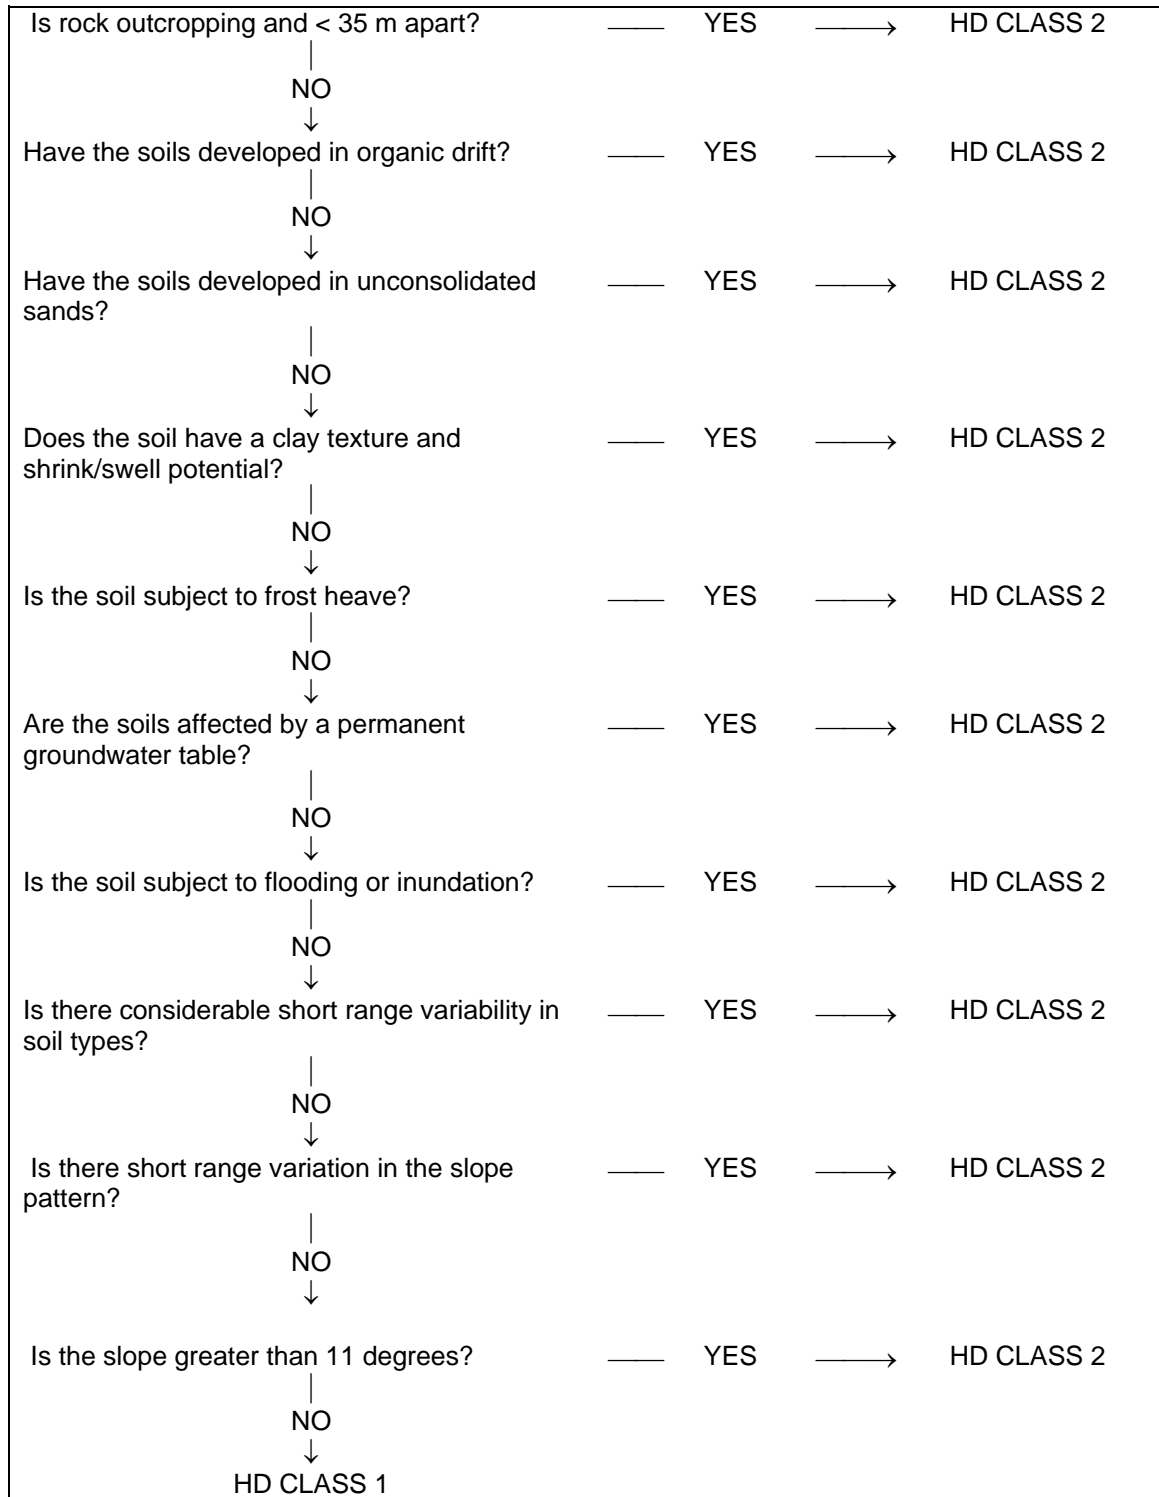 Is rock outcropping and < 35 m apart? —— YES ——→ HD CLASS 2
NO
↓
Have the soils developed in organic drift? —— YES ——→ HD CLASS 2
NO
↓
Have the soils developed in unconsolidated —— YES ——→ HD CLASS 2
sands?
NO
↓
Does the soil have a clay texture and —— YES ——→ HD CLASS 2
shrink/swell potential?
NO
↓
Is the soil subject to frost heave? —— YES ——→ HD CLASS 2
NO
↓
Are the soils affected by a permanent —— YES ——→ HD CLASS 2
groundwater table?
NO
↓
Is the soil subject to flooding or inundation? —— YES ——→ HD CLASS 2
NO
↓
Is there considerable short range variability in —— YES ——→ HD CLASS 2
soil types?
NO
↓
Is there short range variation in the slope —— YES ——→ HD CLASS 2
pattern?
NO
↓
Is the slope greater than 11 degrees? —— YES ——→ HD CLASS 2
NO
↓
HD CLASS 1